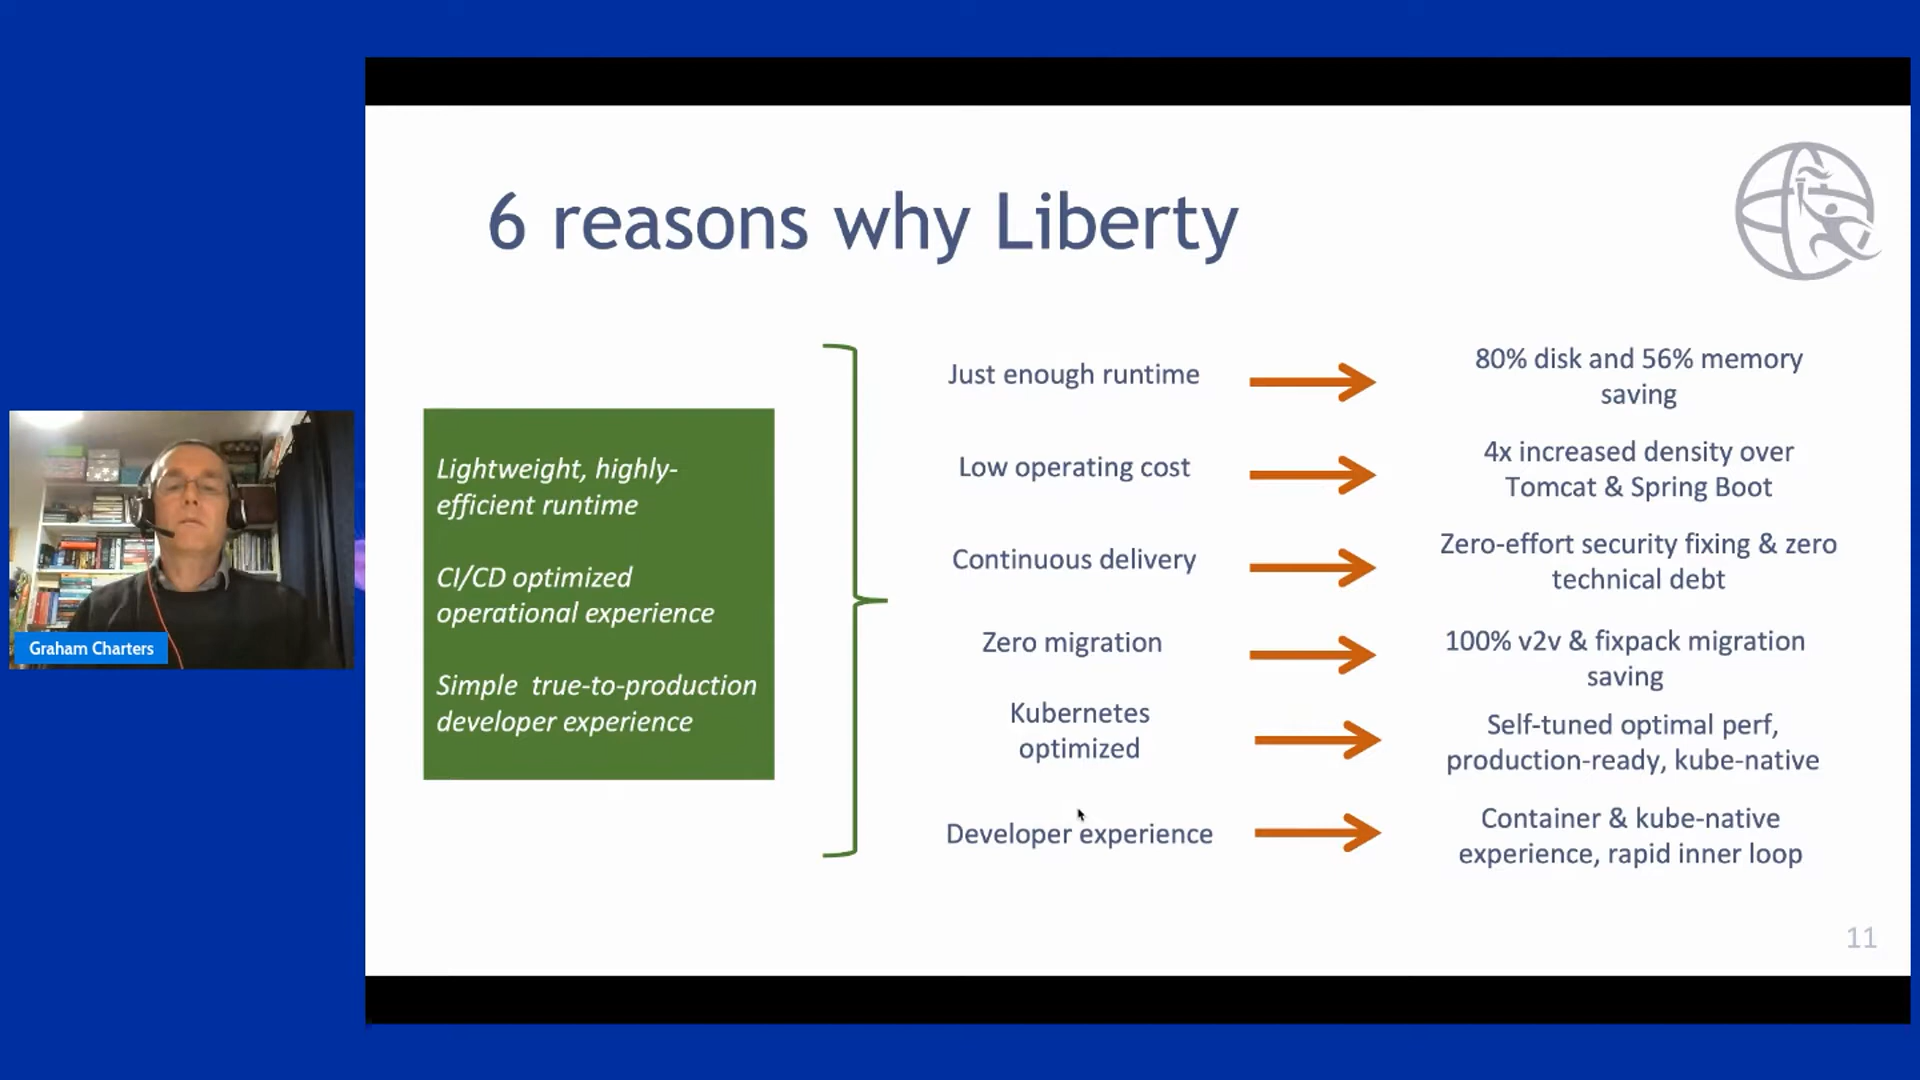 6 reasons why Liberty
Lightweight, highly-
efficient runtime
CI/CD optimized
operational experience
Simple true-to-production
developer experience
Just enough runtime
80% disk and 56% memory
saving
Low operating cost
4x increased density over
Tomcat & Spring Boot
Continuous delivery
Zero-effort security fixing & zero
technical debt
Zero migration
100% v2v & fixpack migration
saving
Kubernetes
optimized
Self-tuned optimal perf,
production-ready, kube-native
Developer experience
Container & kube-native
experience, rapid inner loop
11
Graham Charters